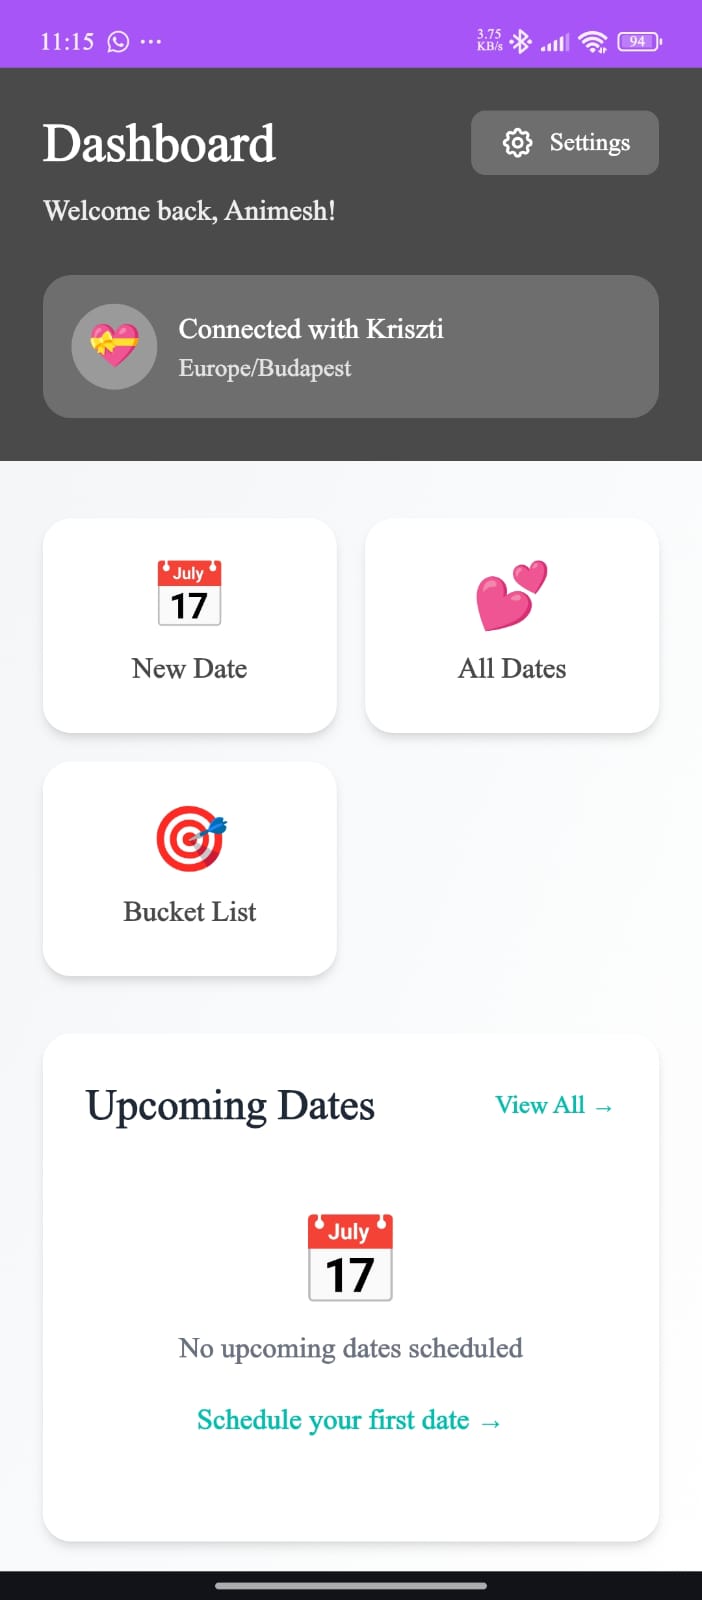 11:15
3.75
KB/s
94
Dashboard
Settings
Welcome back, Animesh!
Connected with Kriszti
Europe/Budapest
July
17
New Date
All Dates
Bucket List
Upcoming Dates
View All →
July
17
No upcoming dates scheduled
Schedule your first date →